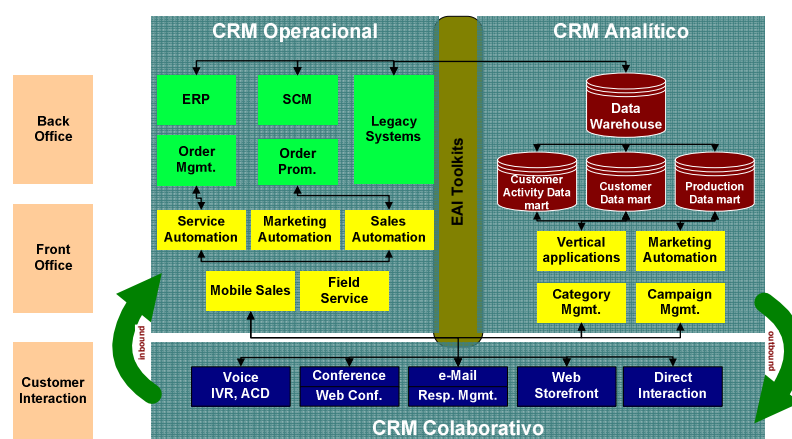 CRM Operacional
CRM Analítico
Back
Office
ERP
SCM
Legacy
Systems
Order
Mgmt.
Order
Prom.
EAI Toolkits
Data
Warehouse
Customer
Activity Data
mart
Customer
Data mart
Production
Data mart
Front
Office
Service
Automation
Marketing
Automation
Sales
Automation
Vertical
applications
Marketing
Automation
Mobile Sales
Field
Service
Category
Mgmt.
Campaign
Mgmt.
inbound
outbound
Customer
Interaction
Voice
IVR, ACD
Conference
Web Conf.
e-Mail
Resp. Mgmt.
Web
Storefront
Direct
Interaction
CRM Colaborativo